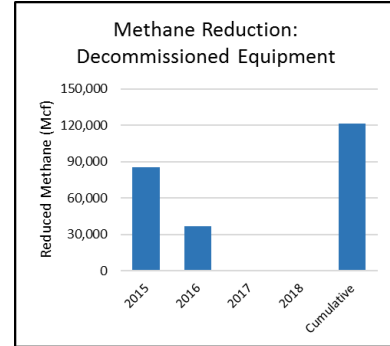 Methane Reduction:
Decommissioned Equipment
150,000
120,000
90,000
60,000
30,000
0
Reduced Methane (Mcf)
2015
2016
2017
2018
Cumulative